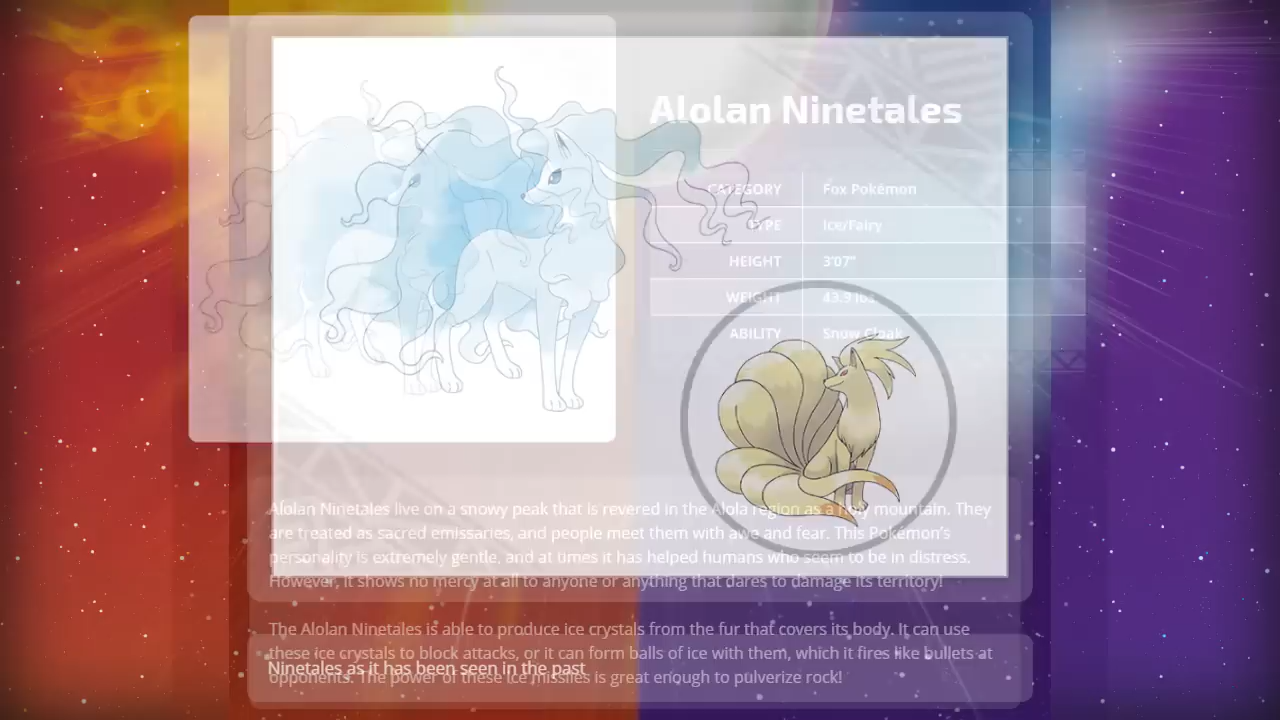 Alolan Ninetales
CATEGORY Fox Pokémon
TYPE Ice/Fairy
HEIGHT 3'07"
WEIGHT 43.9 lbs.
ABILITY Snow Cloak
Alolan Ninetales live on a snowy peak that is revered in the Alola region as a holy mountain. They
are treated as sacred emissaries, and people meet them with awe and fear. This Pokémon's
personality is extremely gentle, and at times it has helped humans who seem to be in distress.
However, it shows no mercy at all to anyone or anything that dares to damage its territory!
The Alolan Ninetales is able to produce ice crystals from the fur that covers its body. It can use
these ice crystals to block attacks, or it can form balls of ice with them, which it fires like bullets at
Ninetales as it has been seen in the past
opponents. The power of these ice missiles is great enough to pulverize rock!